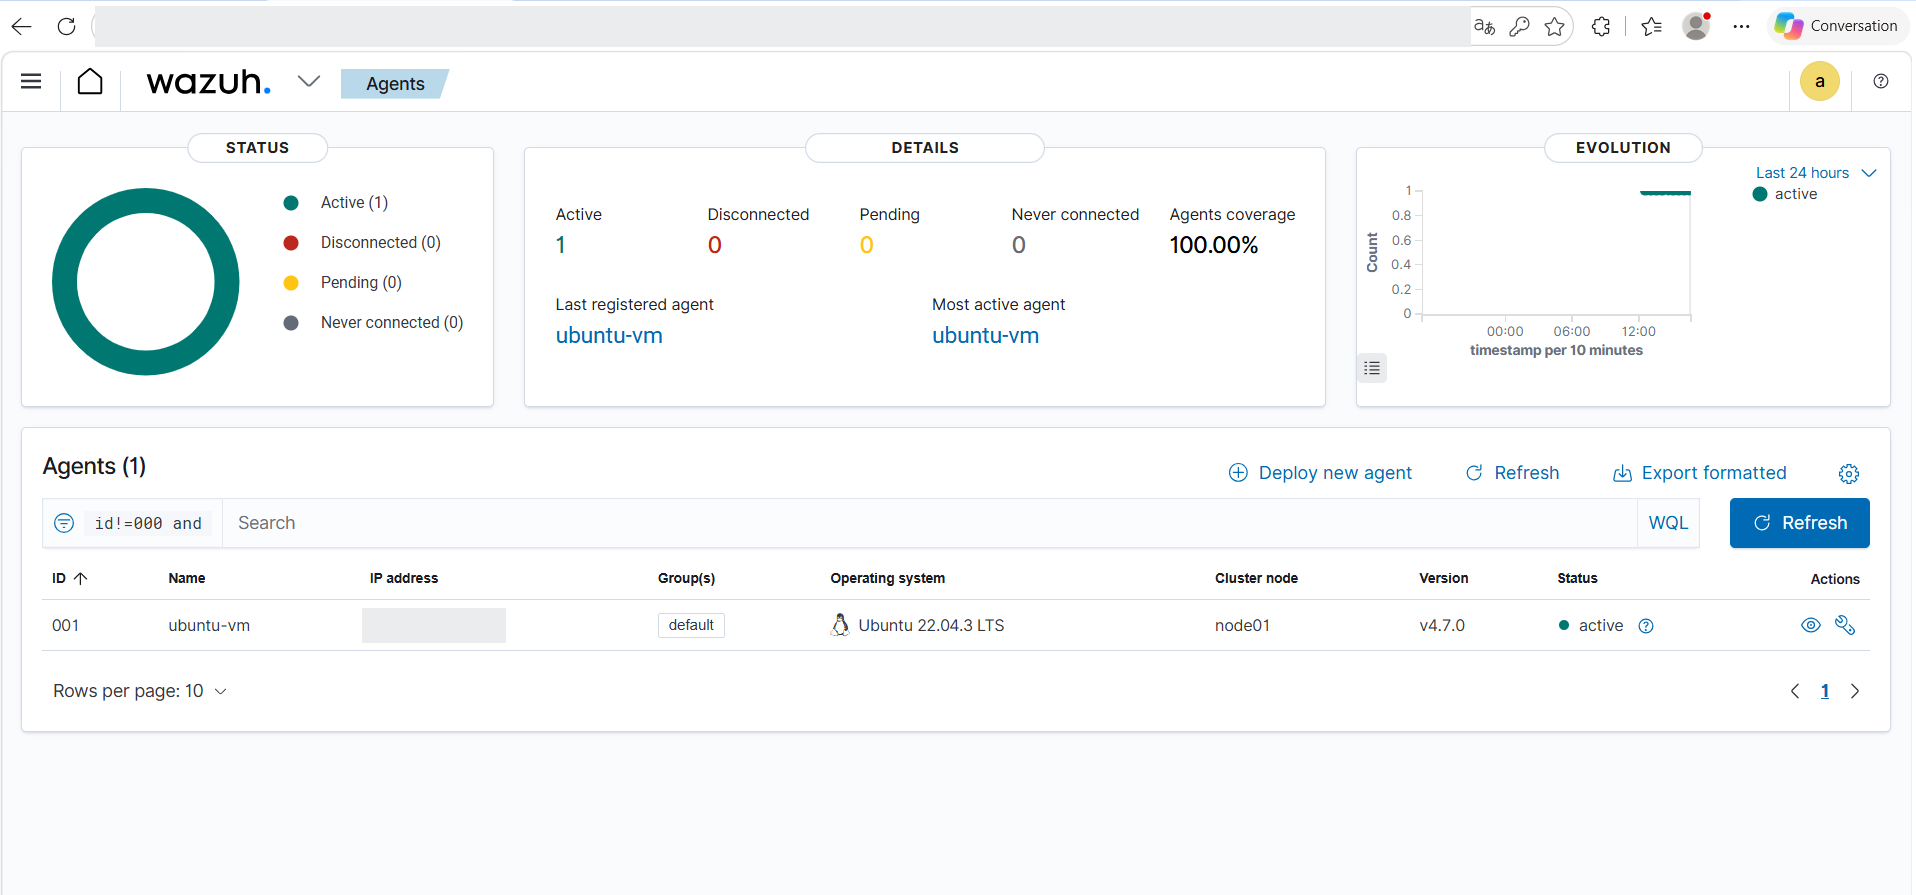 Conversation
wazuh.
Agents
a
STATUS
Active (1)
Disconnected (0)
Pending (0)
Never connected (0)
DETAILS
Active
1
Disconnected
0
Pending
0
Never connected
0
Agents coverage
100.00%
Last registered agent
ubuntu-vm
Most active agent
ubuntu-vm
EVOLUTION
Last 24 hours
active
Count
1
0.8
0.6
0.4
0.2
0
00:00 06:00 12:00
timestamp per 10 minutes
Agents (1)
Deploy new agent Refresh Export formatted
id!=000 and Search WQL Refresh
ID Name IP address Group(s) Operating system Cluster node Version Status Actions
001 ubuntu-vm default Ubuntu 22.04.3 LTS node01 v4.7.0 active
Rows per page: 10
1